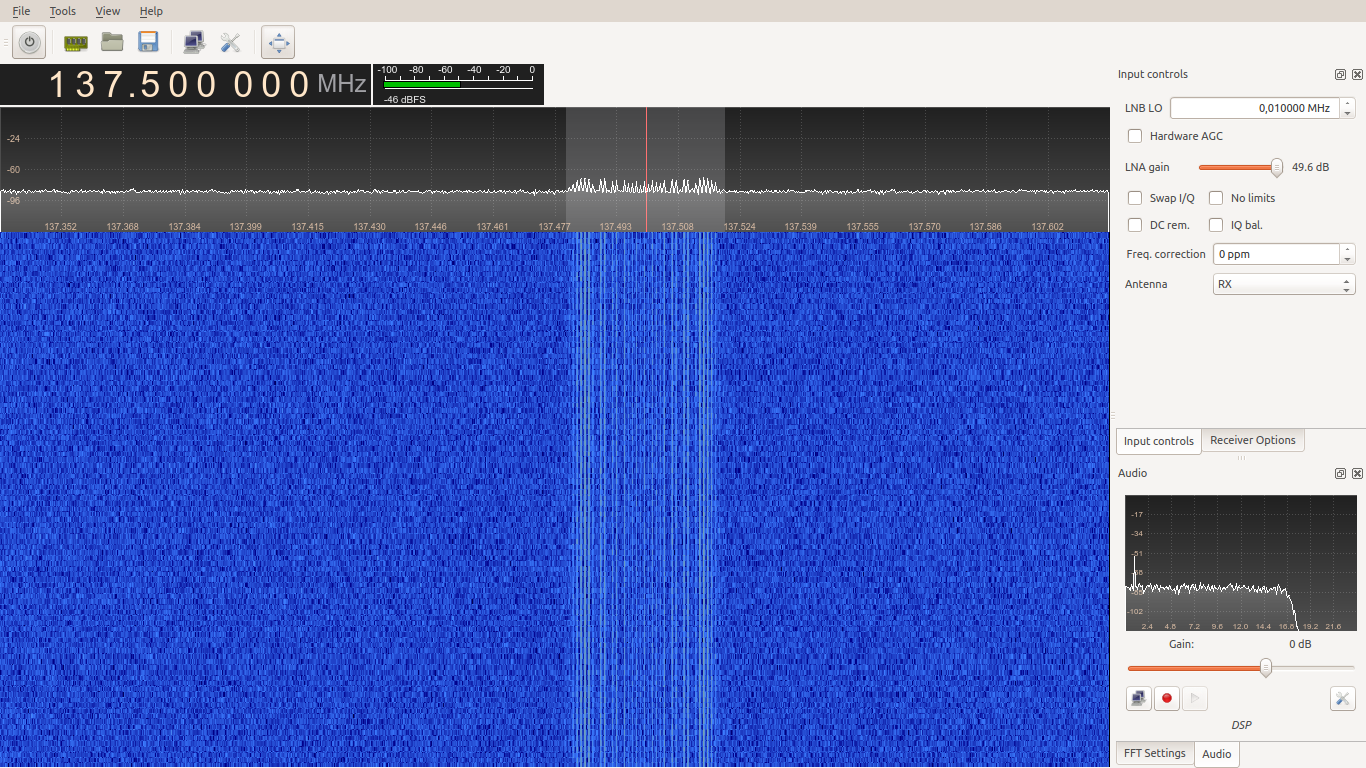 File Tools View Help
137.500 000 MHz
-100 -80 -60 -40 -20 0
-46 dBFS
-24
-60
-96
137.352 137.368 137.384 137.399 137.415 137.430 137.446 137.461 137.477 137.493 137.508 137.524 137.539 137.555 137.570 137.586 137.602
Input controls
LNB LO 0,010000 MHz
Hardware AGC
LNA gain 49.6 dB
Swap I/Q No limits
DC rem. IQ bal.
Freq. correction 0 ppm
Antenna RX
Input controls Receiver Options
Audio
-17
-34
-51
-68
-85
-102
2.4 4.8 7.2 9.6 12.0 14.4 16.8 19.2 21.6
Gain: 0 dB
DSP
FFT Settings Audio